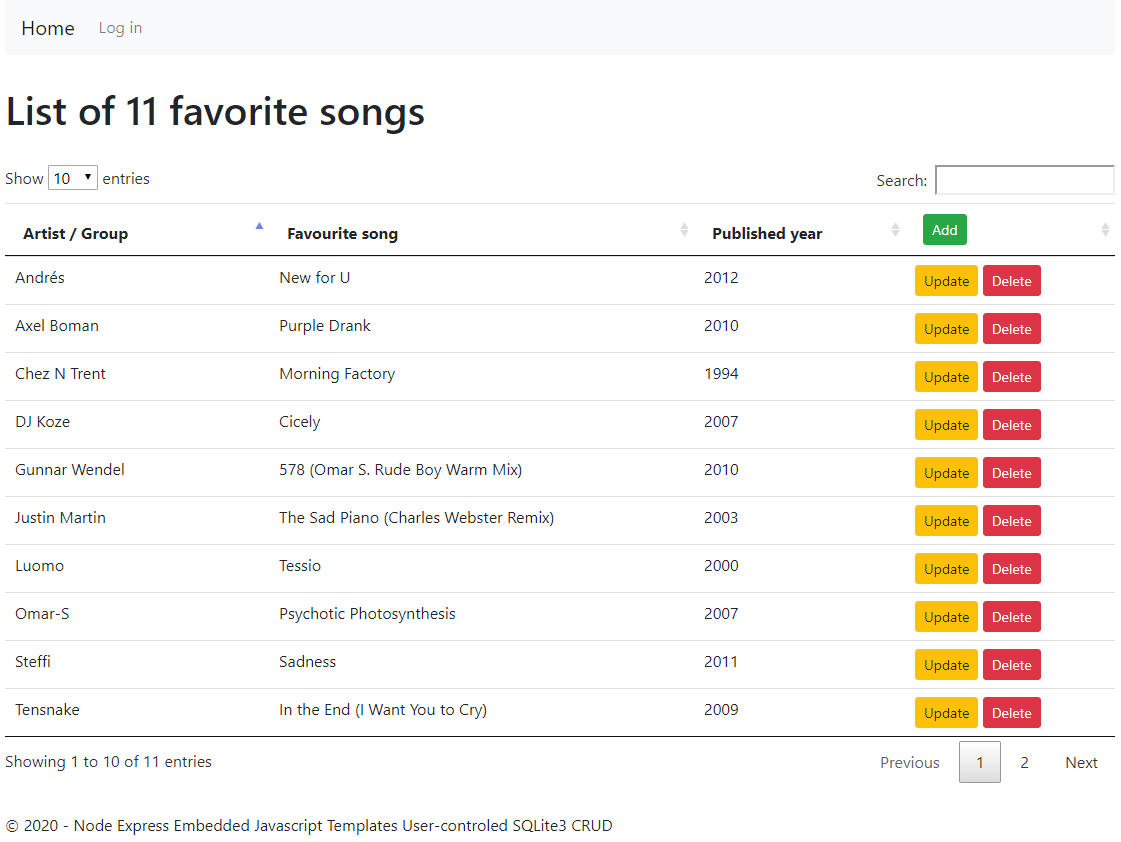 Home Log in
List of 11 favorite songs
Show 10 entries Search:
Artist / Group Favourite song Published year Add
Andrés New for U 2012 Update Delete
Axel Boman Purple Drank 2010 Update Delete
Chez N Trent Morning Factory 1994 Update Delete
DJ Koze Cicely 2007 Update Delete
Gunnar Wendel 578 (Omar S. Rude Boy Warm Mix) 2010 Update Delete
Justin Martin The Sad Piano (Charles Webster Remix) 2003 Update Delete
Luomo Tessio 2000 Update Delete
Omar-S Psychotic Photosynthesis 2007 Update Delete
Steffi Sadness 2011 Update Delete
Tensnake In the End (I Want You to Cry) 2009 Update Delete
Showing 1 to 10 of 11 entries Previous 1 2 Next
© 2020 - Node Express Embedded Javascript Templates User-controled SQLite3 CRUD